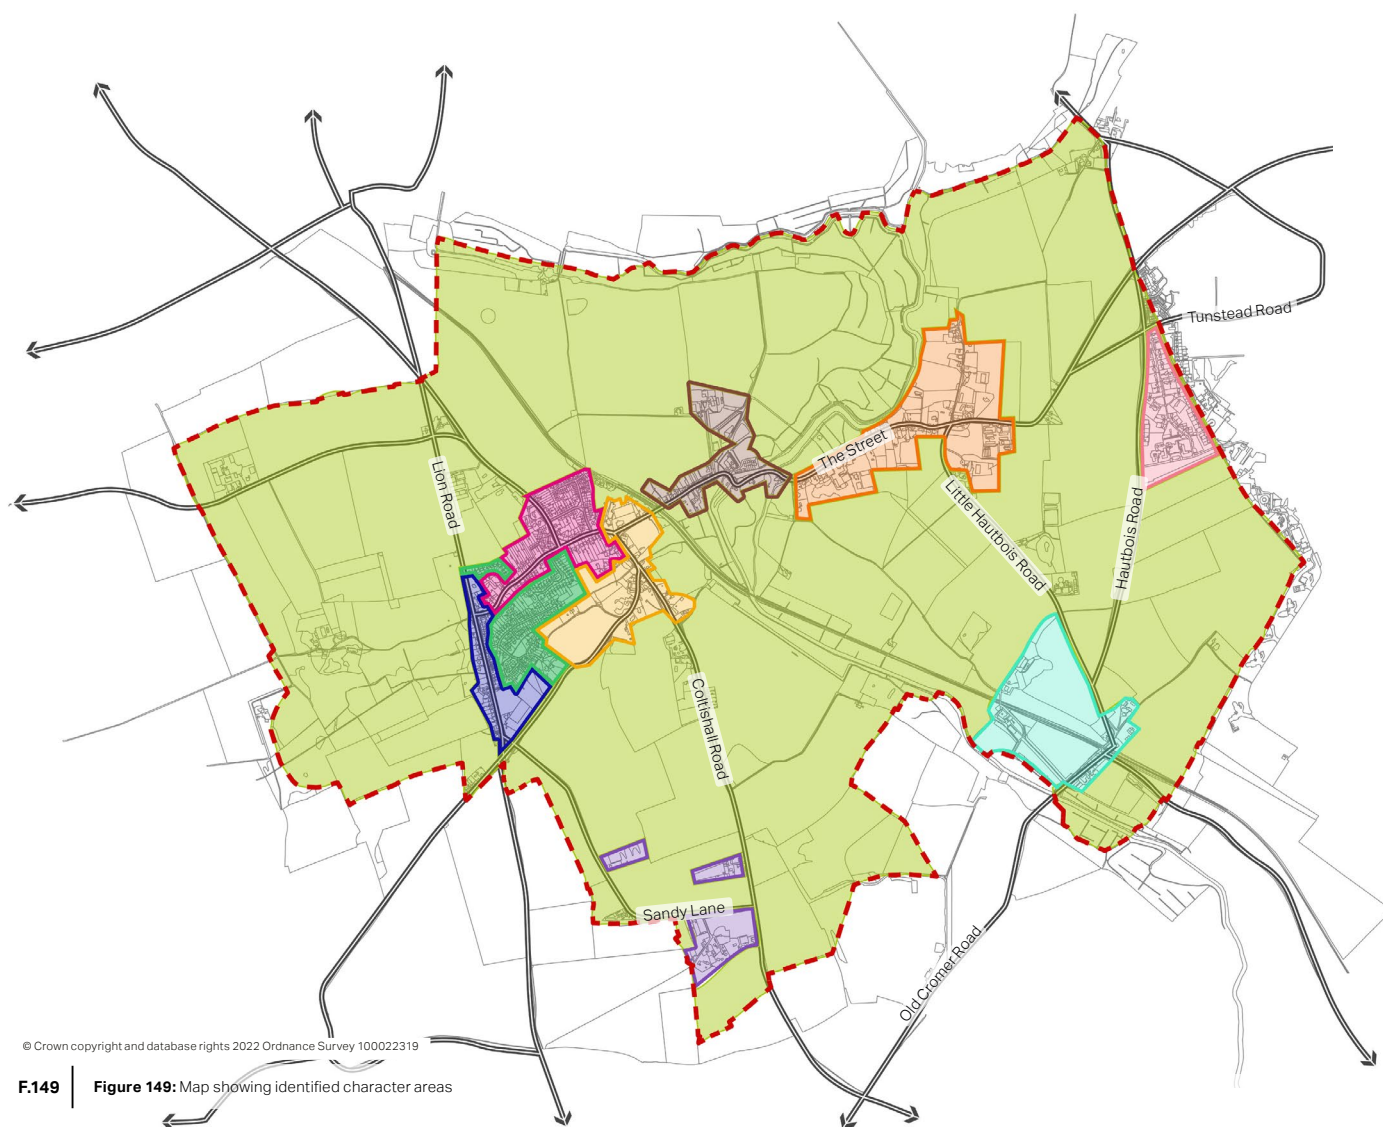 Tunstead Road
The Street
Lion Road
Little Hautbois Road
Hautbois Road
Coltishall Road
Sandy Lane
Old Cromer Road
© Crown copyright and database rights 2022 Ordnance Survey 100022319
F.149 Figure 149: Map showing identified character areas